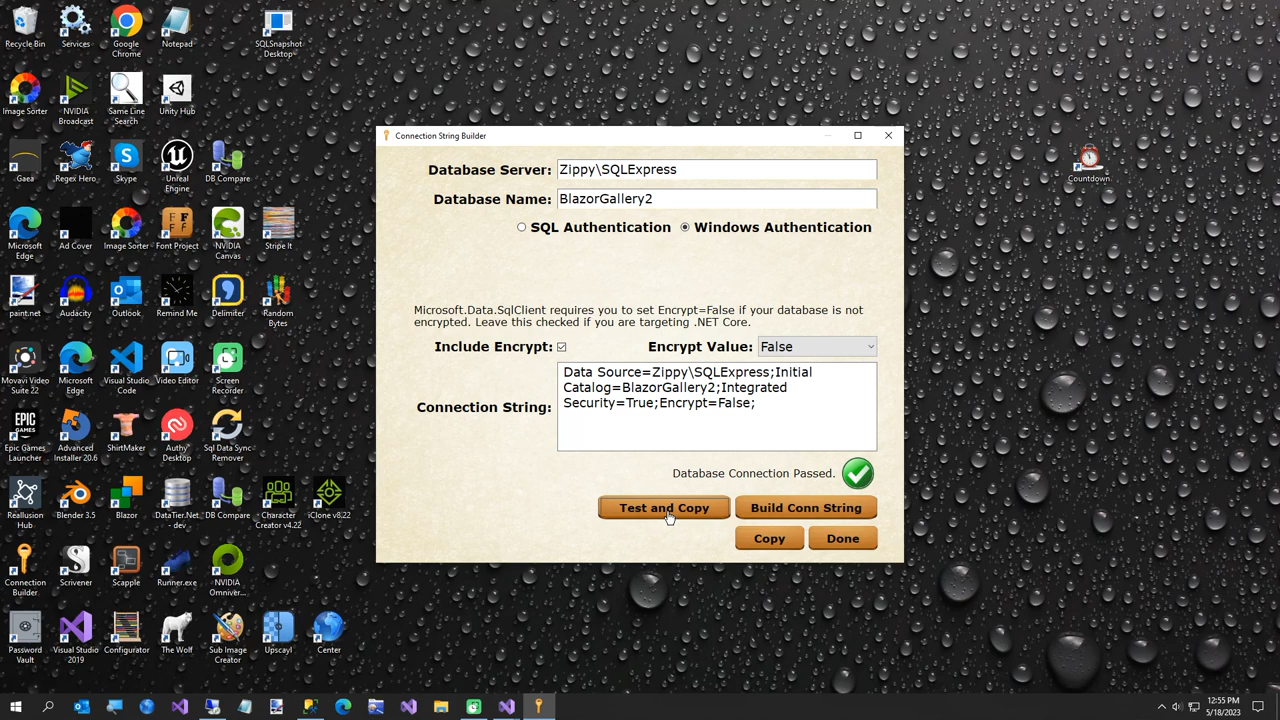 Recycle Bin
Services
Google
Chrome
Notepad
SQLSnapshot
Desktop
Image Sorter
NVIDIA
Broadcast
Same Line
Search
Unity Hub
Gaea
Regex Hero
Skype
Unreal
Engine
DB Compare
Microsoft
Edge
Ad Cover
Image Sorter
Font Project
NVIDIA
Canvas
Stripe It
paint.net
Audacity
Outlook
Remind Me
Delimiter
Random
Bytes
Movavi Video
Suite 22
Microsoft
Edge
Visual Studio
Code
Video Editor
Screen
Recorder
EPIC
GAMES
Epic Games
Launcher
Advanced
Installer 20.6
ShirtMaker
Authy
Desktop
Sql Data Sync
Remover
Reallusion
Hub
Blender 3.5
Blazor
DataTier.Net
- dev
DB Compare
Character
Creator v4.22
iClone v8.22
Connection
Builder
Scrivener
Scapple
Runner.exe
NVIDIA
Omniver...
Password
Vault
Visual Studio
2019
Configurator
The Wolf
Sub Image
Creator
Upscayl
Center
Countdown
Connection String Builder
Database Server: Zippy\SQLExpress
Database Name: BlazorGallery2
SQL Authentication Windows Authentication
Microsoft.Data.SqlClient requires you to set Encrypt=False if your database is not
encrypted. Leave this checked if you are targeting .NET Core.
Include Encrypt: Encrypt Value: False
Connection String:
Data Source=Zippy\SQLExpress;Initial
Catalog=BlazorGallery2;Integrated
Security=True;Encrypt=False;
Database Connection Passed.
Test and Copy Build Conn String
Copy Done
12:55 PM
5/18/2023